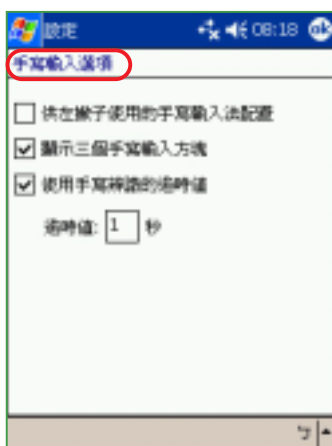 設定 08:18 ok
手寫輸入選項
供左撇子使用的手寫輸入法配置
顯示三個手寫輸入方塊
使用手寫辨識的逾時值
逾時值: 1 秒
ㄅ